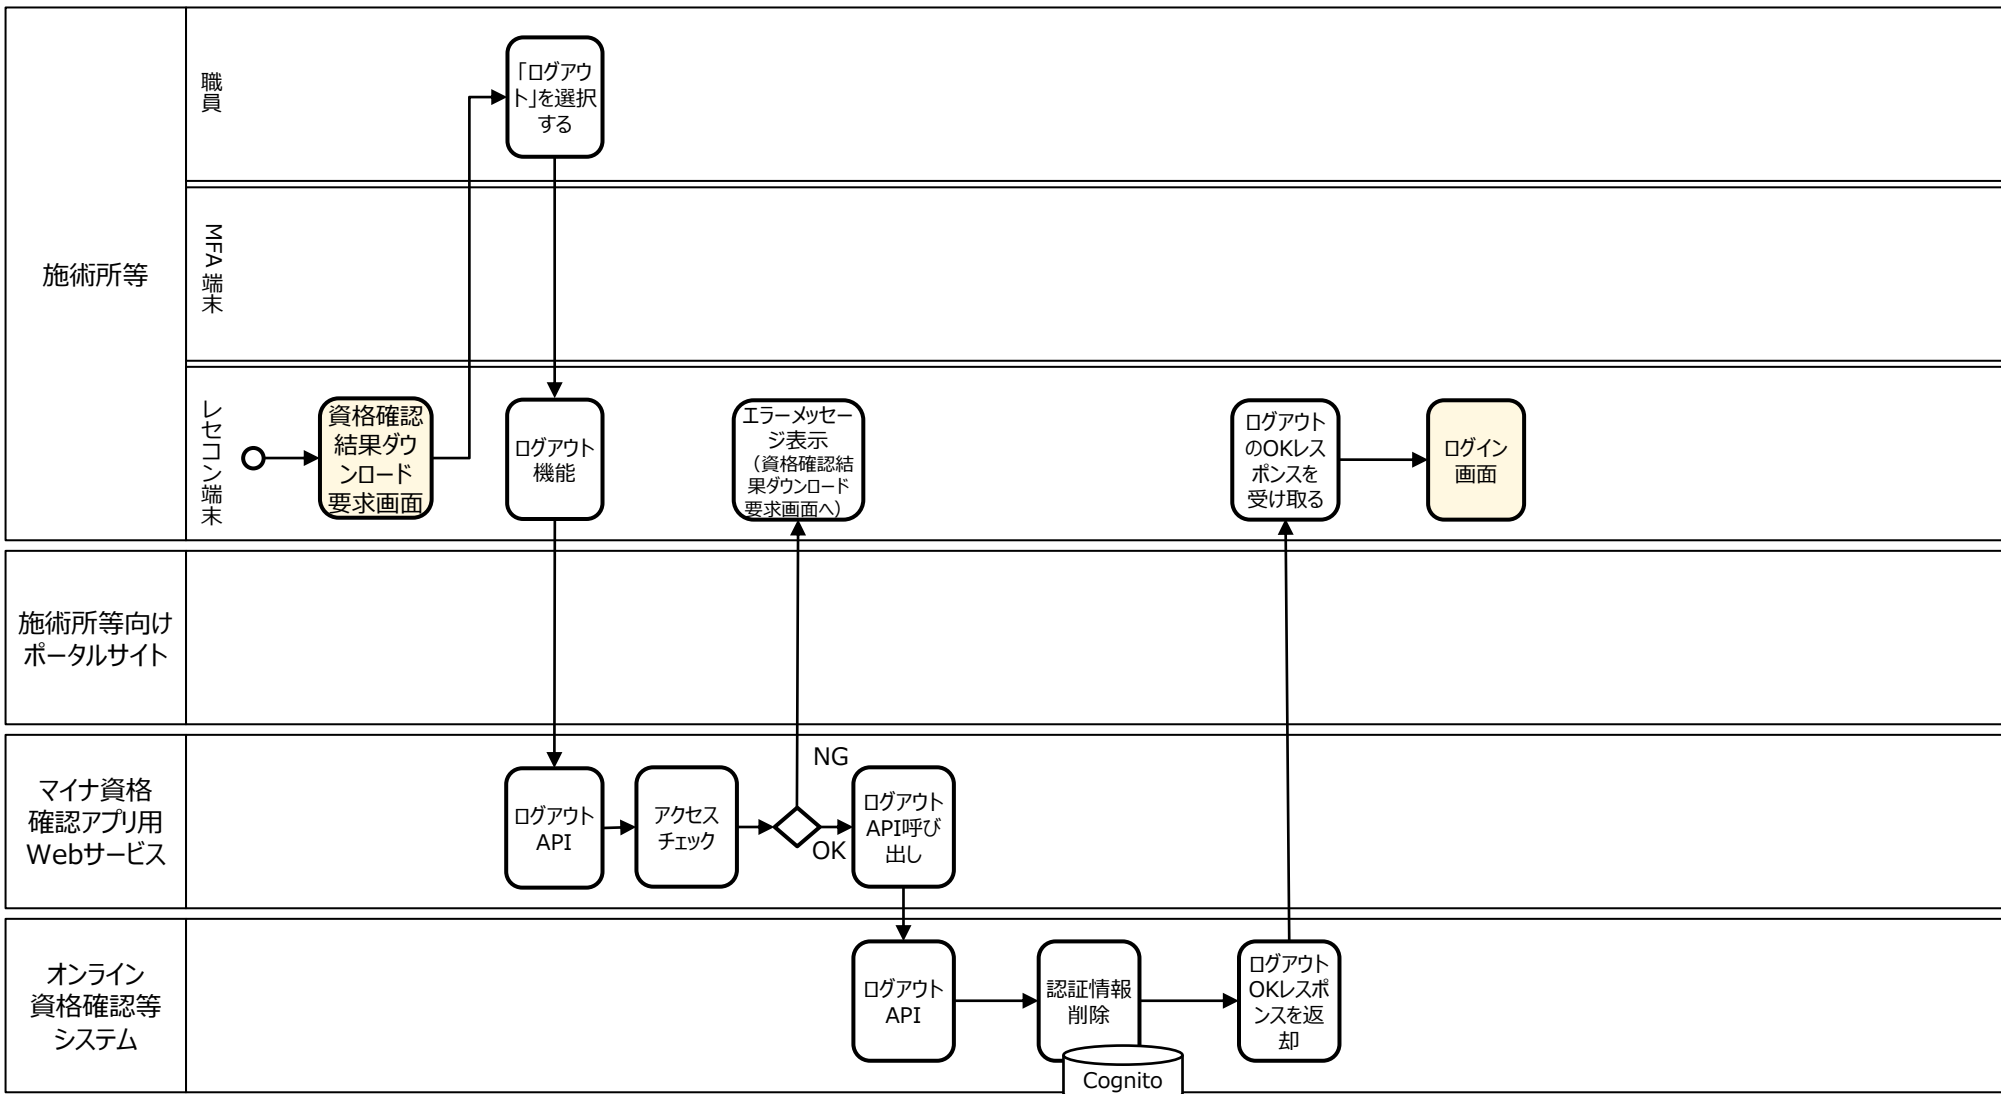 施術所等
職員
「ログアウ
ト」を選択
する
MFA 端末
レセコン端末
資格確認
結果ダウ
ンロード
要求画面
ログアウト
機能
エラーメッセー
ジ表示
（資格確認結
果ダウンロード
要求画面へ）
ログアウト
のOKレス
ポンスを
受け取る
ログイン
画面
施術所等向け
ポータルサイト
マイナ資格
確認アプリ用
Webサービス
ログアウト
API
アクセス
チェック
NG
OK
ログアウト
API呼び
出し
オンライン
資格確認等
システム
ログアウト
API
認証情報
削除
Cognito
ログアウト
OKレスポ
ンスを返
却